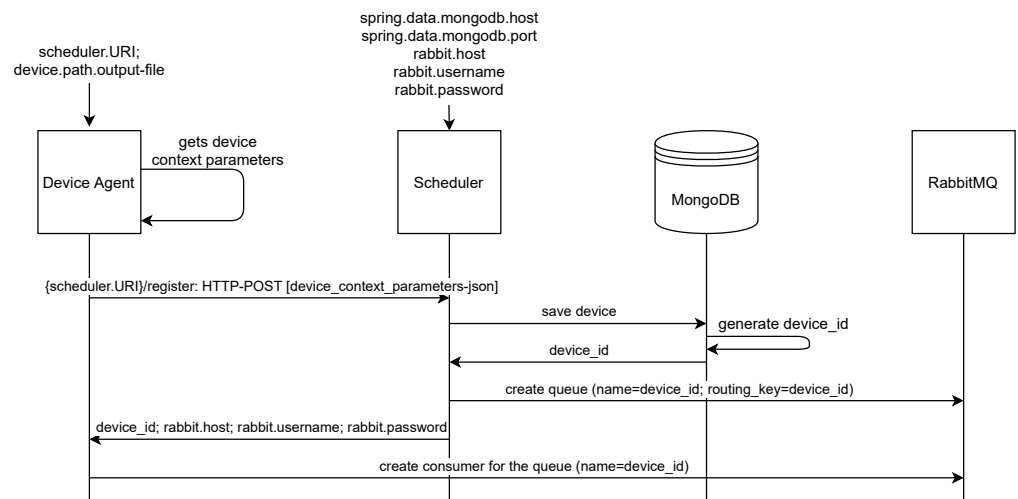 spring.data.mongodb.host
spring.data.mongodb.port
rabbit.host
rabbit.username
rabbit.password
scheduler.URI;
device.path.output-file
gets device
context parameters
Device Agent
Scheduler
MongoDB
RabbitMQ
{scheduler.URI}/register: HTTP-POST [device_context_parameters-json]
save device
generate device_id
device_id
create queue (name=device_id; routing_key=device_id)
device_id; rabbit.host; rabbit.username; rabbit.password
create consumer for the queue (name=device_id)